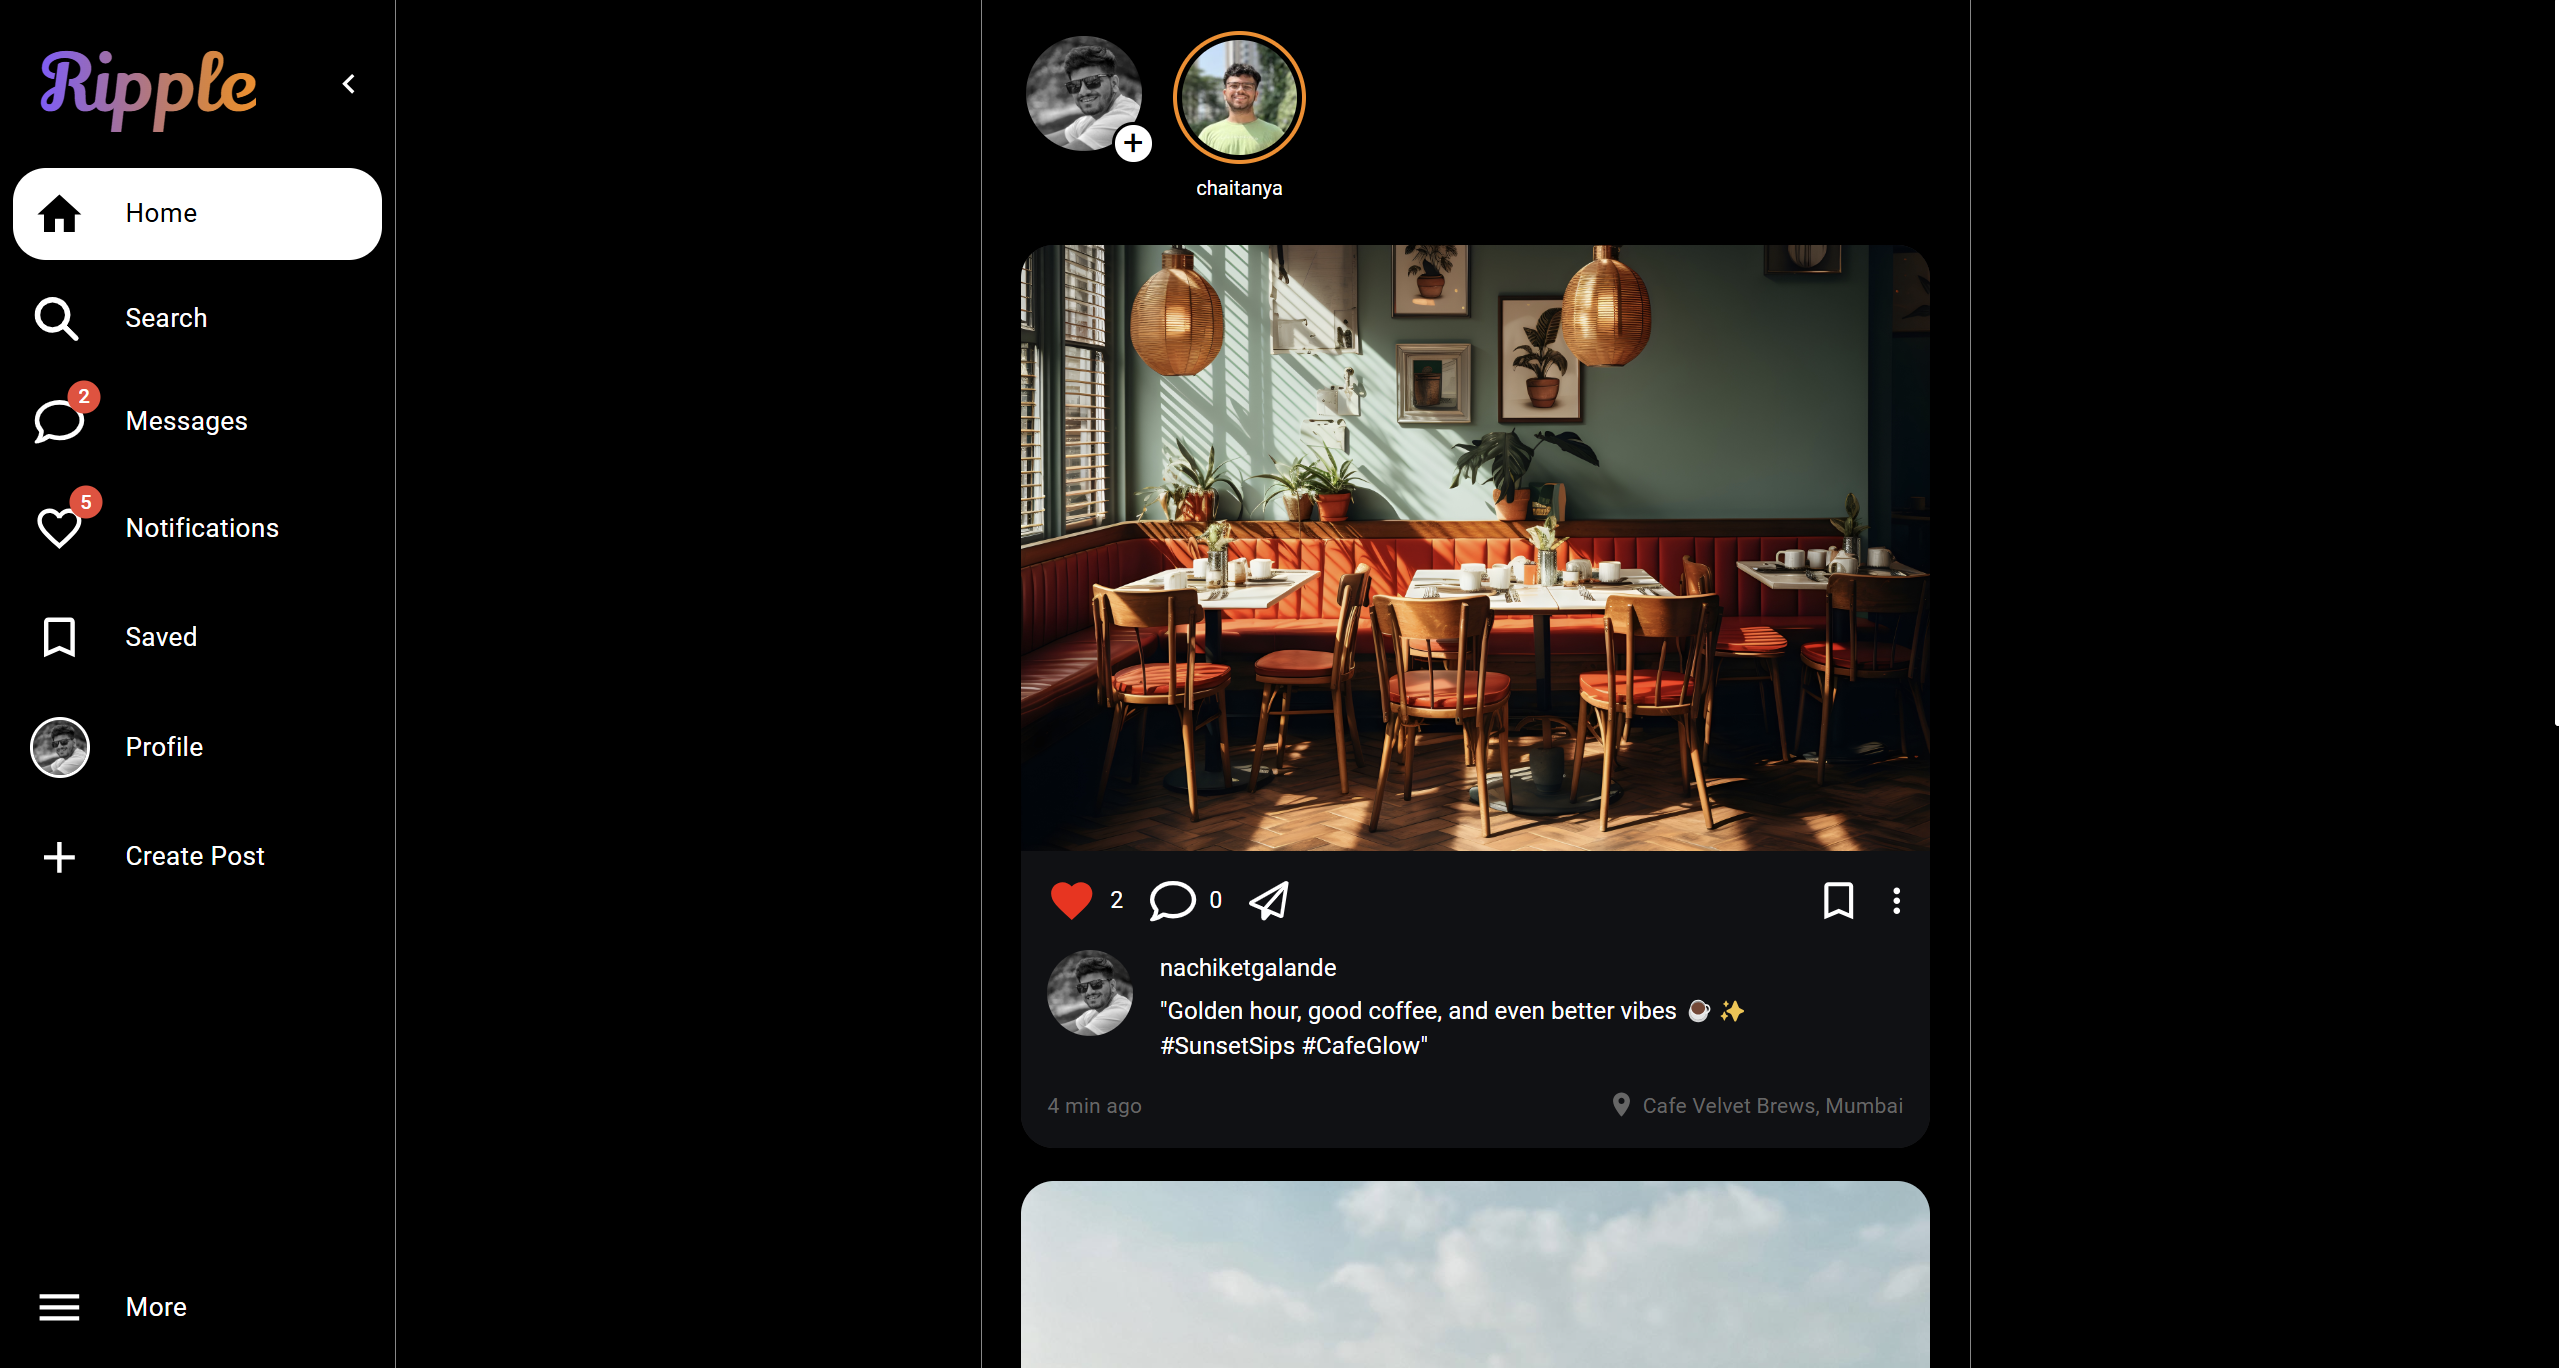 Ripple
Home
Search
2
Messages
5
Notifications
Saved
Profile
Create Post
More
chaitanya
2
0
nachiketgalande
"Golden hour, good coffee, and even better vibes ☕ ✨
#SunsetSips #CafeGlow"
4 min ago
Cafe Velvet Brews, Mumbai